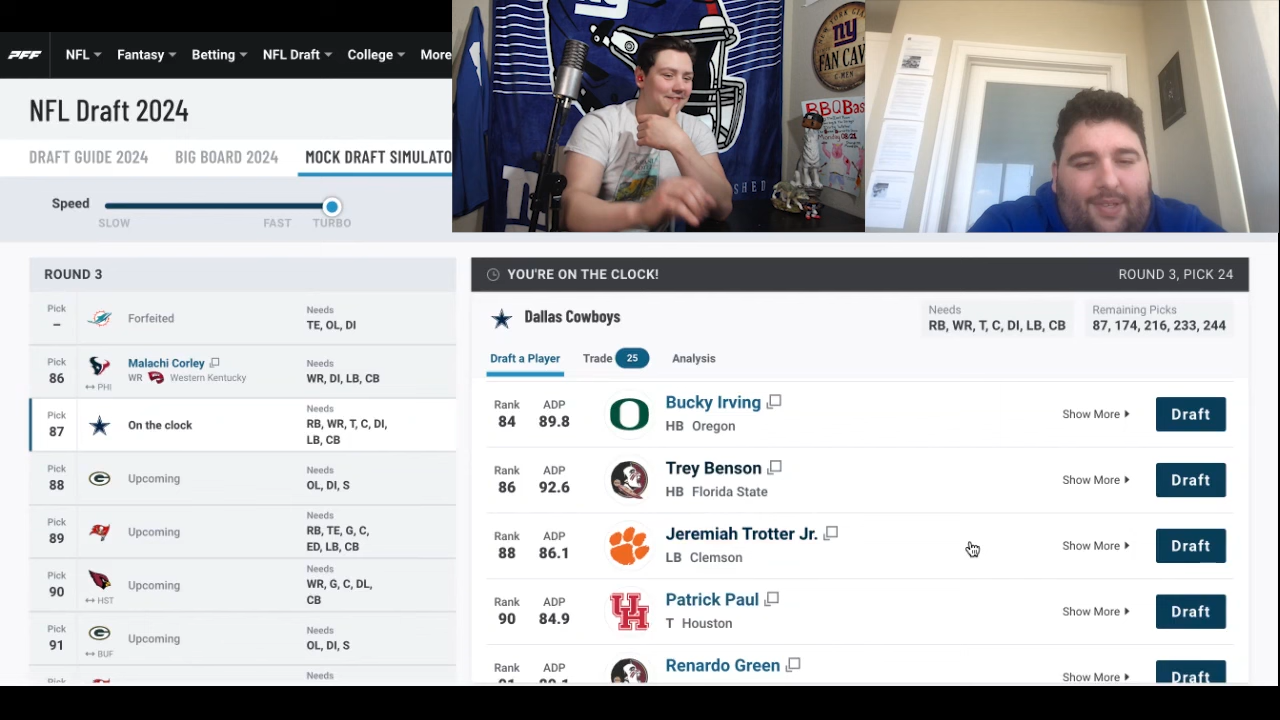 PFF
NFL
Fantasy
Betting
NFL Draft
College
More
NFL Draft 2024
DRAFT GUIDE 2024
BIG BOARD 2024
MOCK DRAFT SIMULATO
Speed
SLOW
FAST
TURBO
NY
FAN CAVE
BBQ Bas
Monday 08/21
SHED
ROUND 3
Pick
–
Forfeited
Needs
TE, OL, DI
Pick
86
↔ PHI
Malachi Corley
WR Western Kentucky
Needs
WR, DI, LB, CB
Pick
87
On the clock
Needs
RB, WR, T, C, DI,
LB, CB
Pick
88
Upcoming
Needs
OL, DI, S
Pick
89
Upcoming
Needs
RB, TE, G, C,
ED, LB, CB
Pick
90
↔ HST
Upcoming
Needs
WR, G, C, DL,
CB
Pick
91
↔ BUF
Upcoming
Needs
OL, DI, S
Pick
Needs
YOU'RE ON THE CLOCK!
ROUND 3, PICK 24
Dallas Cowboys
Needs
RB, WR, T, C, DI, LB, CB
Remaining Picks
87, 174, 216, 233, 244
Draft a Player
Trade 25
Analysis
Rank
84
ADP
89.8
Bucky Irving
HB Oregon
Show More
Draft
Rank
86
ADP
92.6
Trey Benson
HB Florida State
Show More
Draft
Rank
88
ADP
86.1
Jeremiah Trotter Jr.
LB Clemson
Show More
Draft
Rank
90
ADP
84.9
Patrick Paul
T Houston
Show More
Draft
Rank
ADP
Renardo Green
Show More
Draft